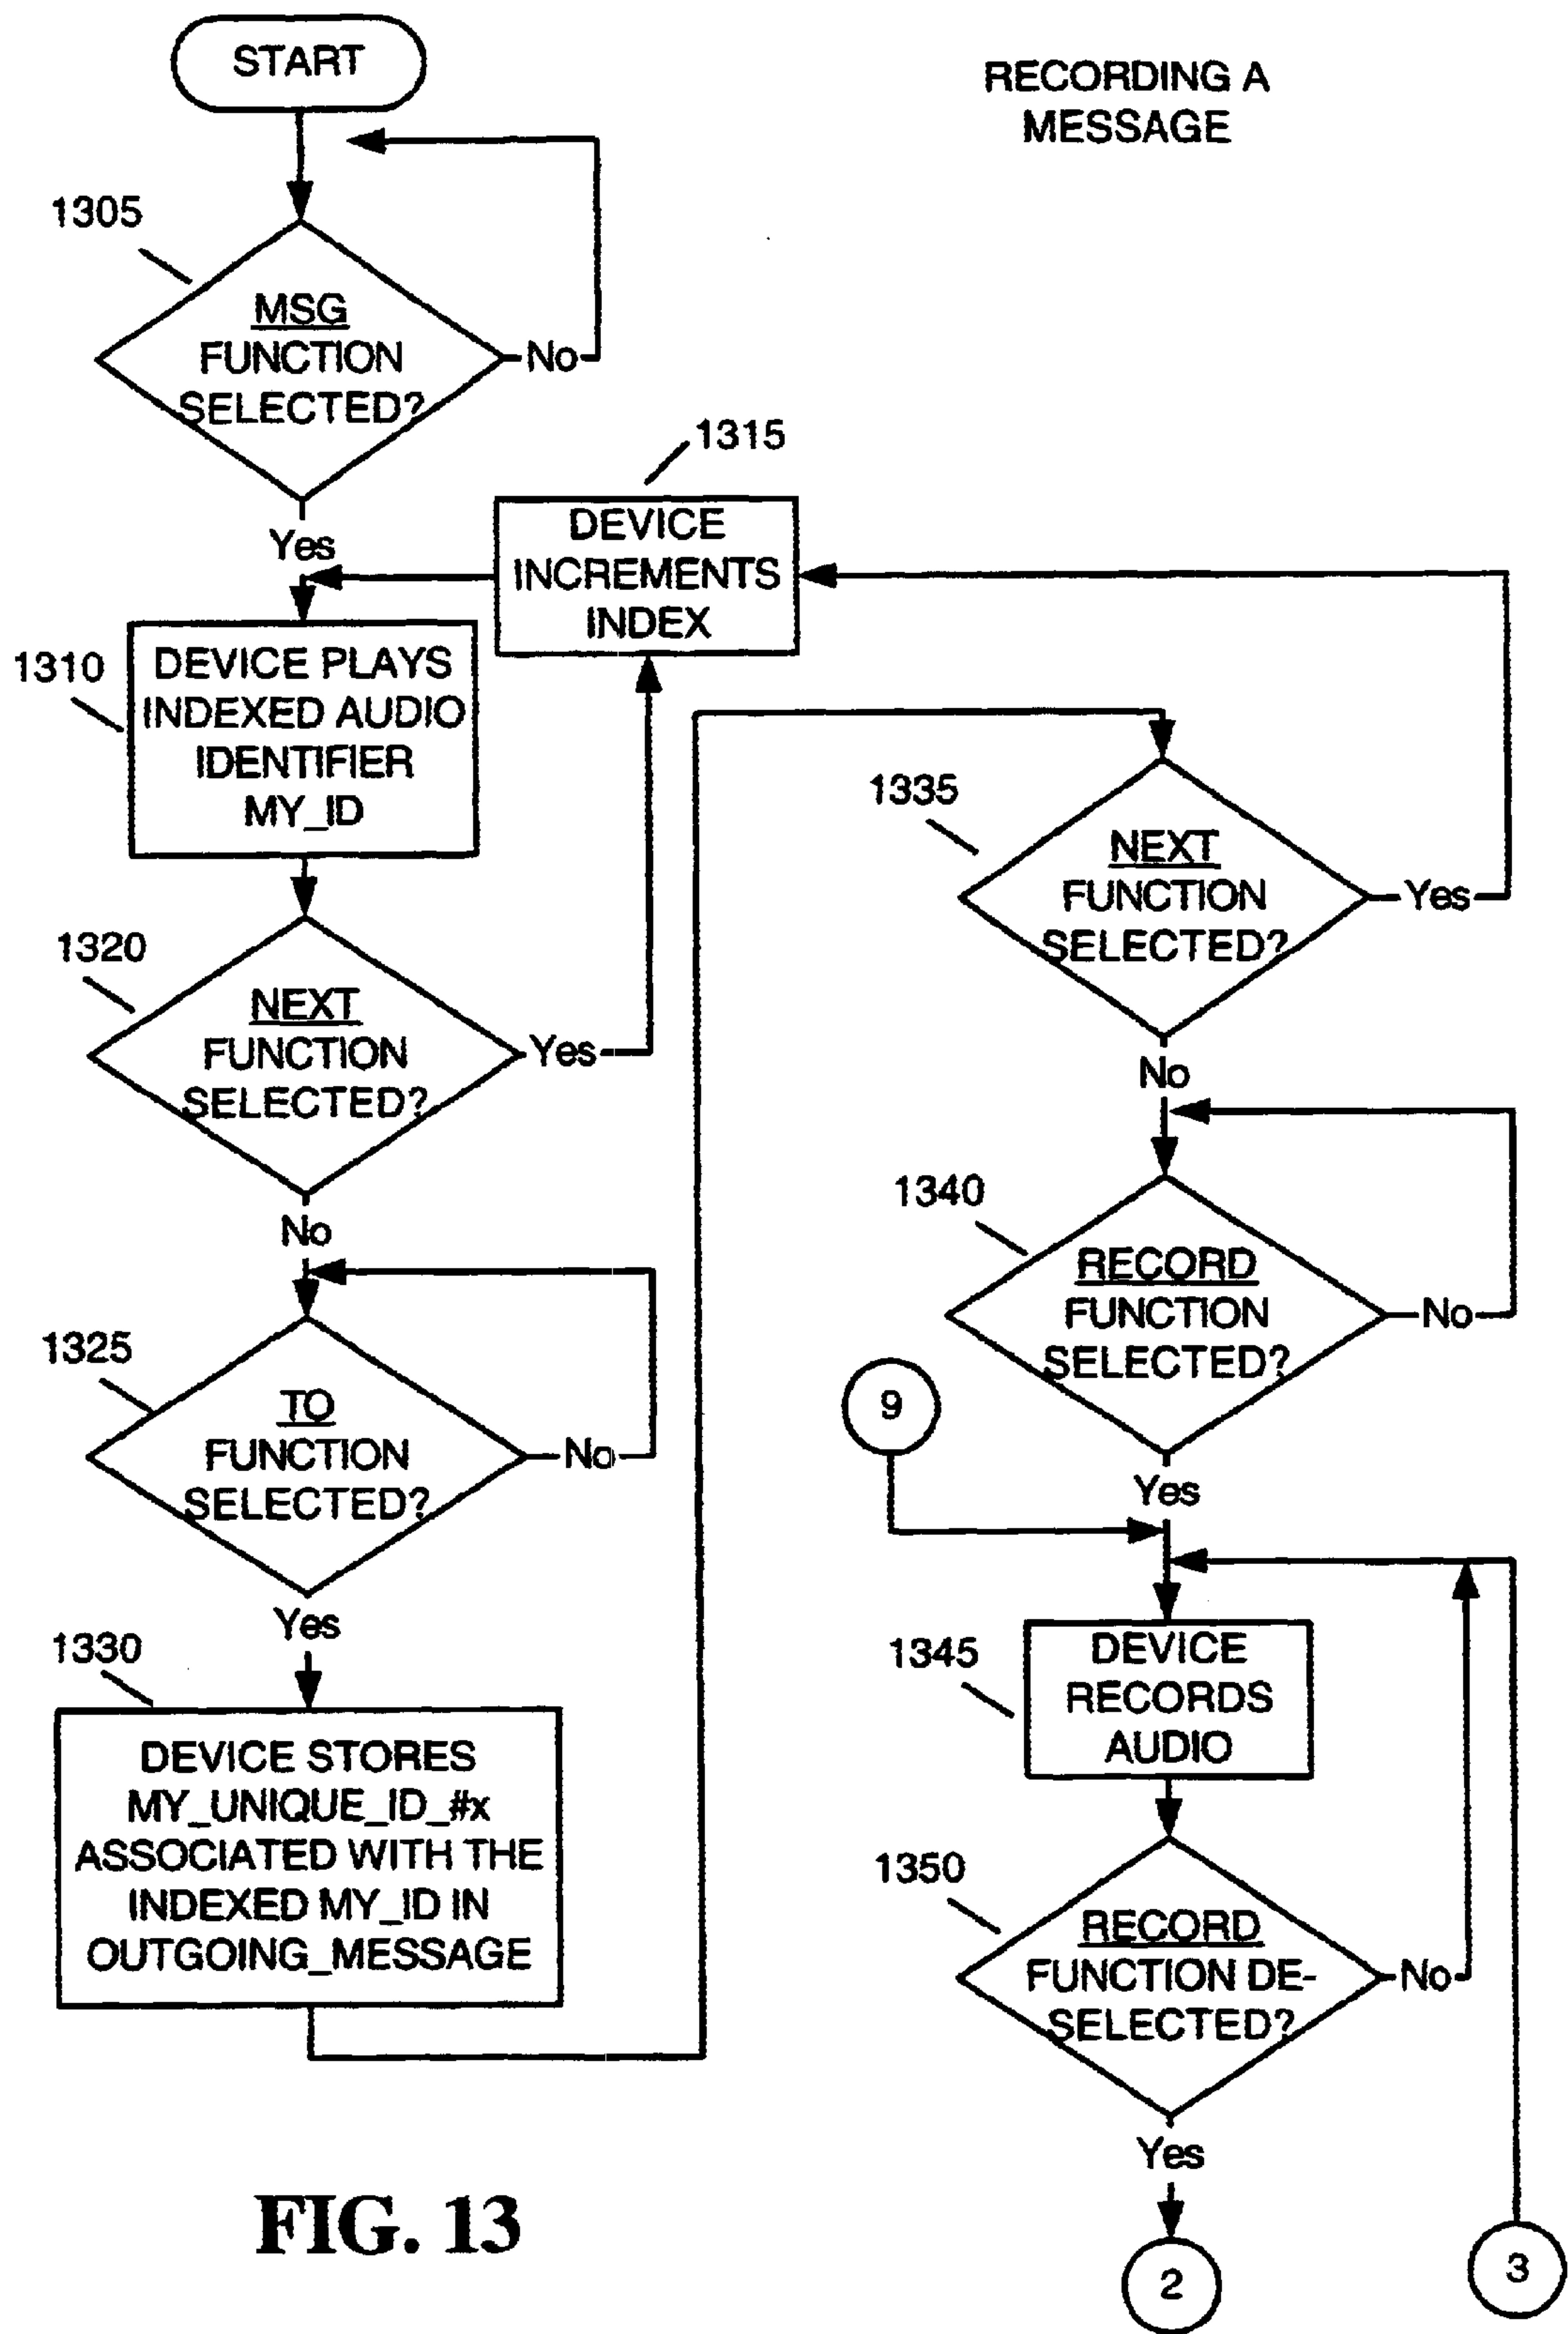 START
RECORDING A
MESSAGE
1305
MSG
FUNCTION
SELECTED?
No
Yes
1315
DEVICE
INCREMENTS
INDEX
1310
DEVICE PLAYS
INDEXED AUDIO
IDENTIFIER
MY_ID
1320
NEXT
FUNCTION
SELECTED?
Yes
No
1325
TO
FUNCTION
SELECTED?
No
Yes
1330
DEVICE STORES
MY_UNIQUE_ID_#x
ASSOCIATED WITH THE
INDEXED MY_ID IN
OUTGOING_MESSAGE
1335
NEXT
FUNCTION
SELECTED?
Yes
No
1340
RECORD
FUNCTION
SELECTED?
No
Yes
9
1345
DEVICE
RECORDS
AUDIO
1350
RECORD
FUNCTION DE-
SELECTED?
No
Yes
2
3
FIG. 13